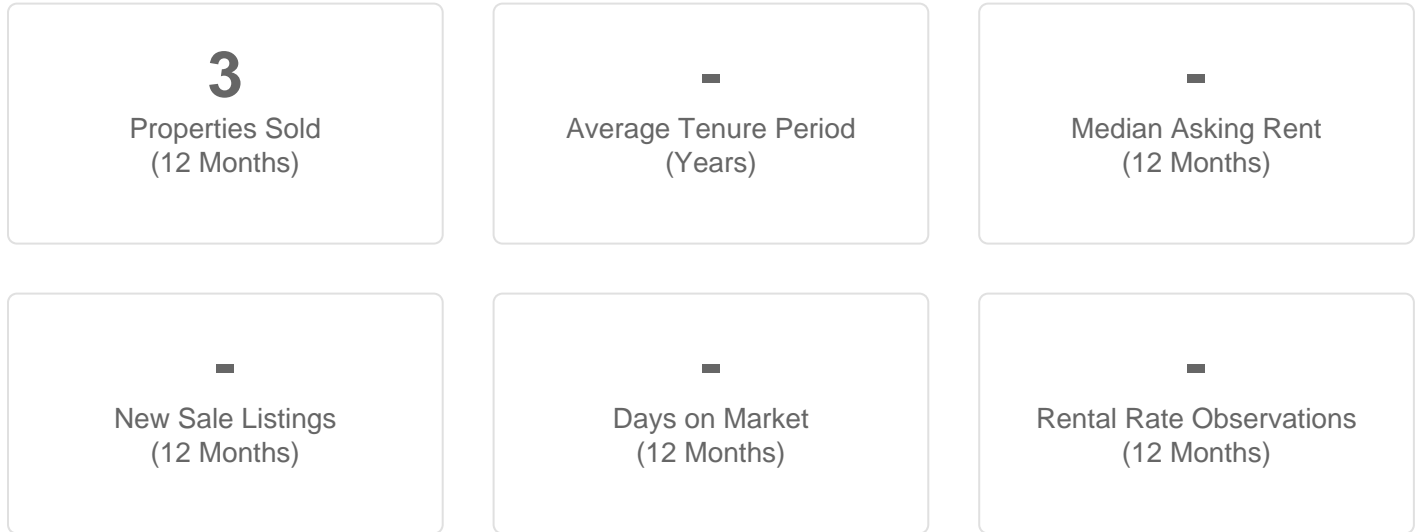 3
Properties Sold
(12 Months)
-
Average Tenure Period
(Years)
-
Median Asking Rent
(12 Months)
-
New Sale Listings
(12 Months)
-
Days on Market
(12 Months)
-
Rental Rate Observations
(12 Months)